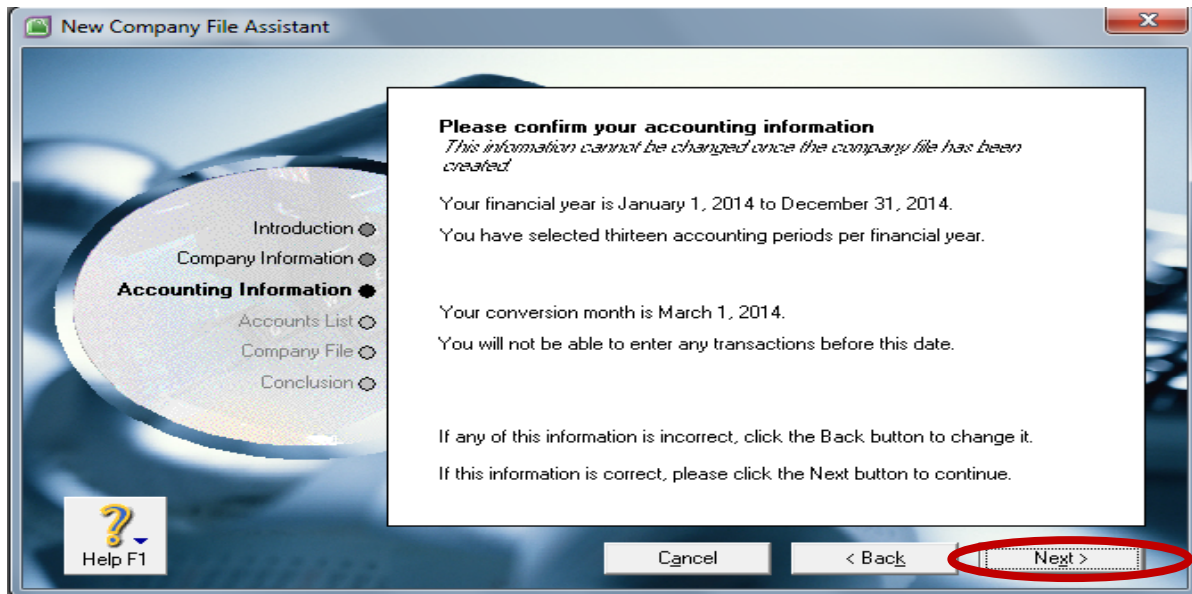 New Company File Assistant
Please confirm your accounting information
This information cannot be changed once the company file has been
created.
Your financial year is January 1, 2014 to December 31, 2014.
You have selected thirteen accounting periods per financial year.
Your conversion month is March 1, 2014.
You will not be able to enter any transactions before this date.
If any of this information is incorrect, click the Back button to change it.
If this information is correct, please click the Next button to continue.
Introduction
Company Information
Accounting Information
Accounts List
Company File
Conclusion
Help F1
Cancel
< Back
Next >